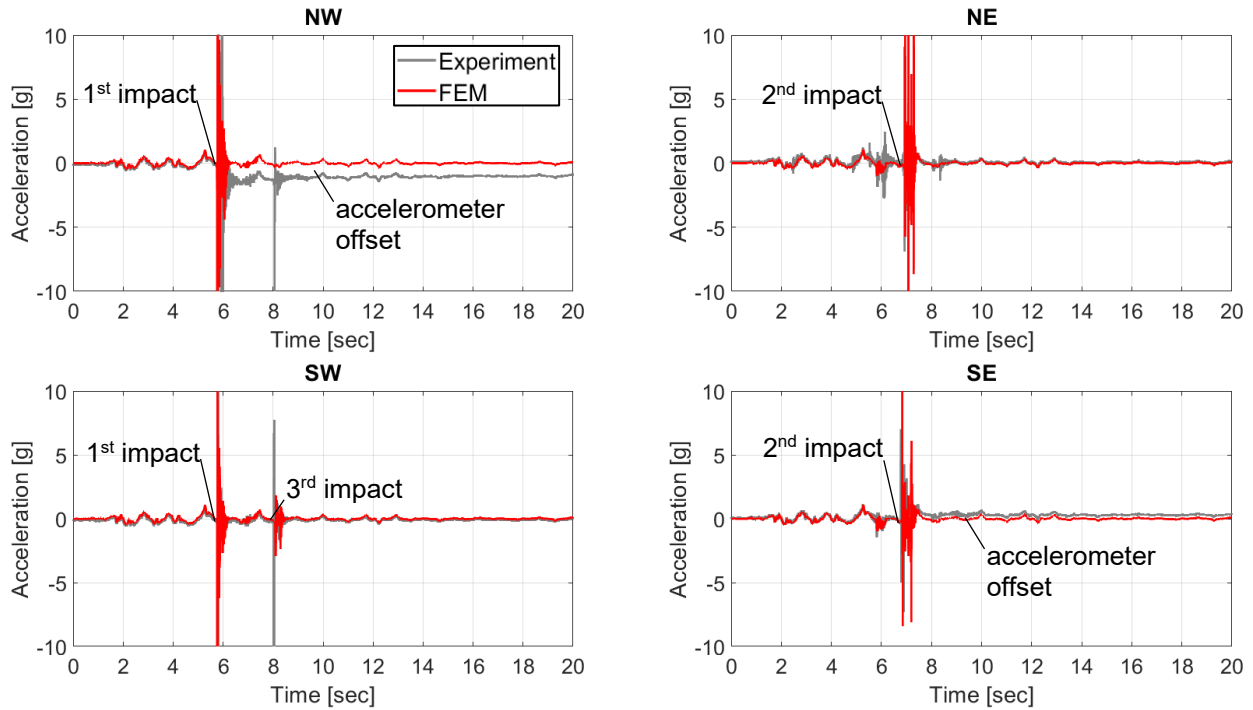 NW
10
5
0
-5
-10
Acceleration [g]
1st impact
Experiment
FEM
accelerometer
offset
0 2 4 6 8 10 12 14 16 18 20
Time [sec]
NE
10
5
0
-5
-10
Acceleration [g]
2nd impact
0 2 4 6 8 10 12 14 16 18 20
Time [sec]
SW
10
5
0
-5
-10
Acceleration [g]
1st impact
3rd impact
0 2 4 6 8 10 12 14 16 18 20
Time [sec]
SE
10
5
0
-5
-10
Acceleration [g]
2nd impact
accelerometer
offset
0 2 4 6 8 10 12 14 16 18 20
Time [sec]